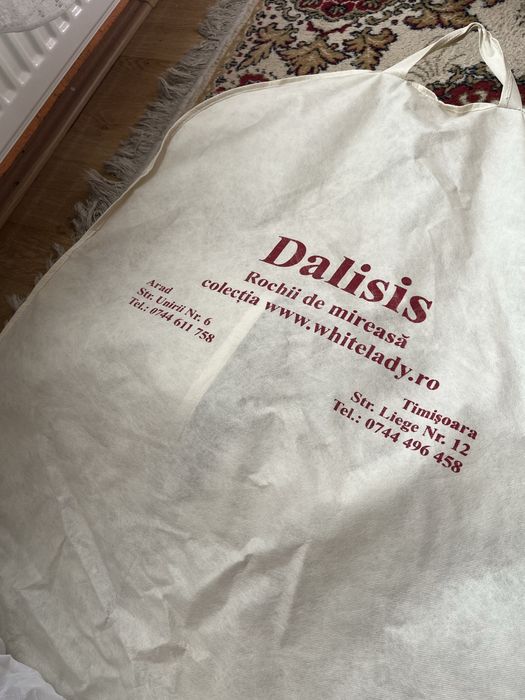 Dalisis
Rochii de mireasă
colecția www.whitelady.ro
Arad
Str. Unirii Nr. 6
Tel.: 0744 611 758
Timișoara
Str. Liege Nr. 12
Tel.: 0744 496 458